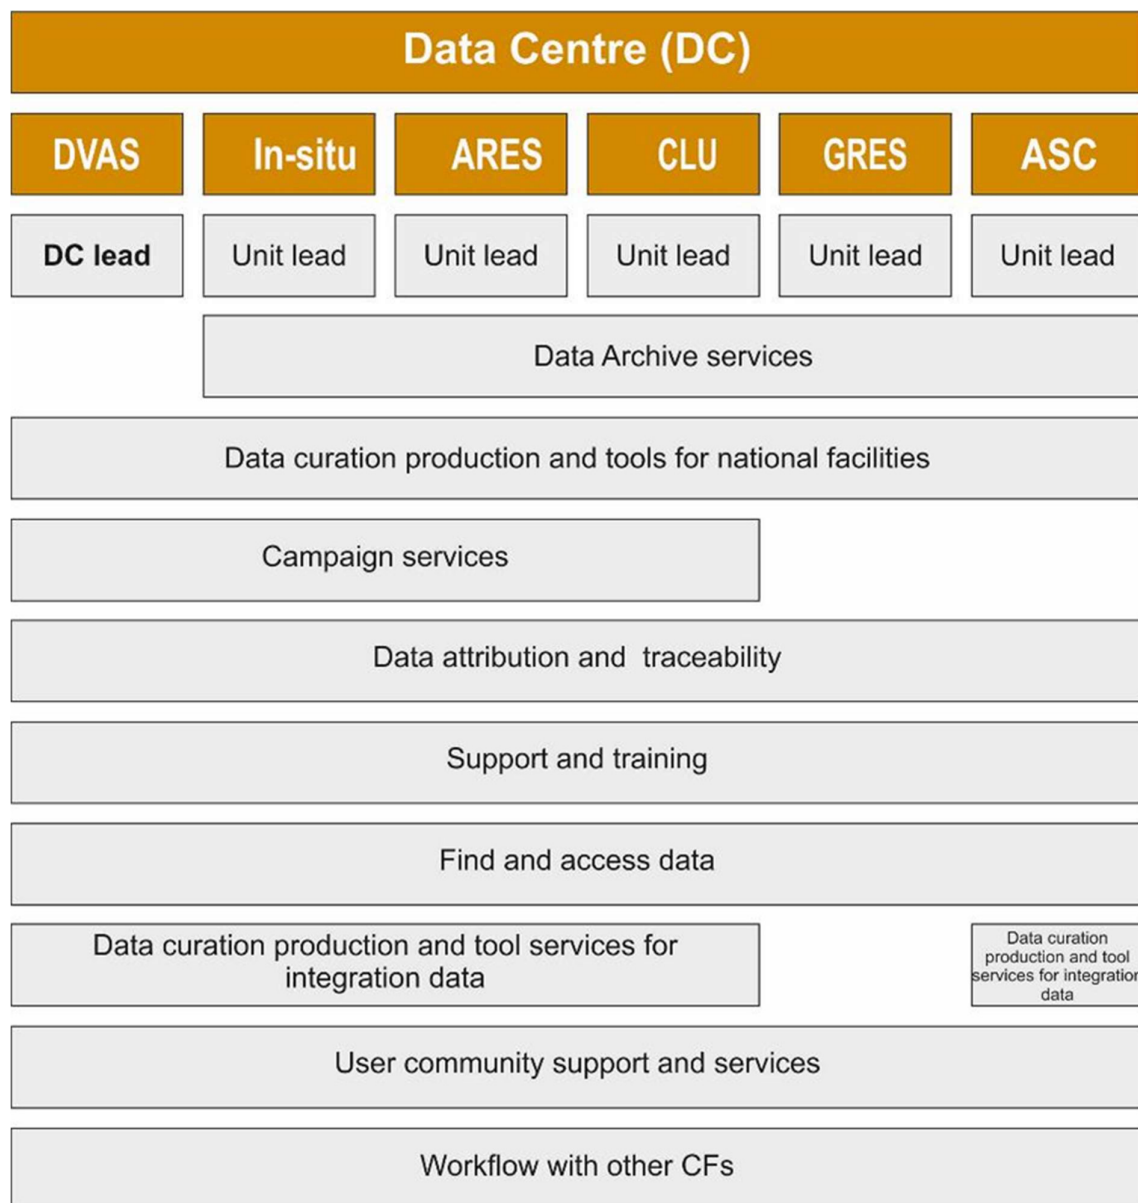 Data Centre (DC)
DVAS
In-situ
ARES
CLU
GRES
ASC
DC lead
Unit lead
Unit lead
Unit lead
Unit lead
Unit lead
Data Archive services
Data curation production and tools for national facilities
Campaign services
Data attribution and  traceability
Support and training
Find and access data
Data curation production and tool services for
integration data
Data curation
production and tool
services for integration
data
User community support and services
Workflow with other CFs